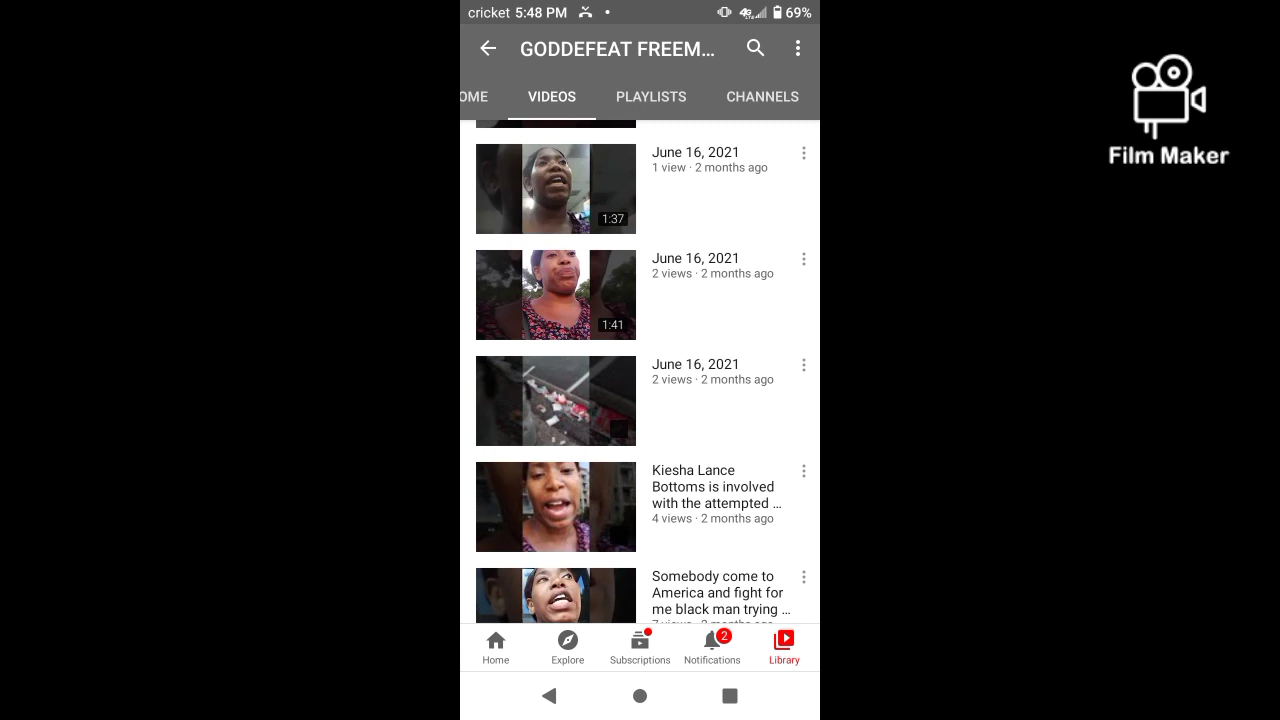 cricket 5:48 PM
69%
GODDEFEAT FREEM...
OME VIDEOS PLAYLISTS CHANNELS
June 16, 2021
1 view · 2 months ago
1:37
June 16, 2021
2 views · 2 months ago
1:41
June 16, 2021
2 views · 2 months ago
Kiesha Lance
Bottoms is involved
with the attempted ...
4 views · 2 months ago
Somebody come to
America and fight for
me black man trying ...
Home Explore Subscriptions Notifications Library
2
Film Maker